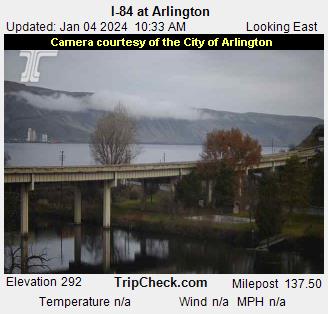 I-84 at Arlington
Updated: Jan 04 2024 10:33 AM Looking East
Camera courtesy of the City of Arlington
Elevation 292 TripCheck.com Milepost 137.50
Temperature n/a Wind n/a MPH n/a